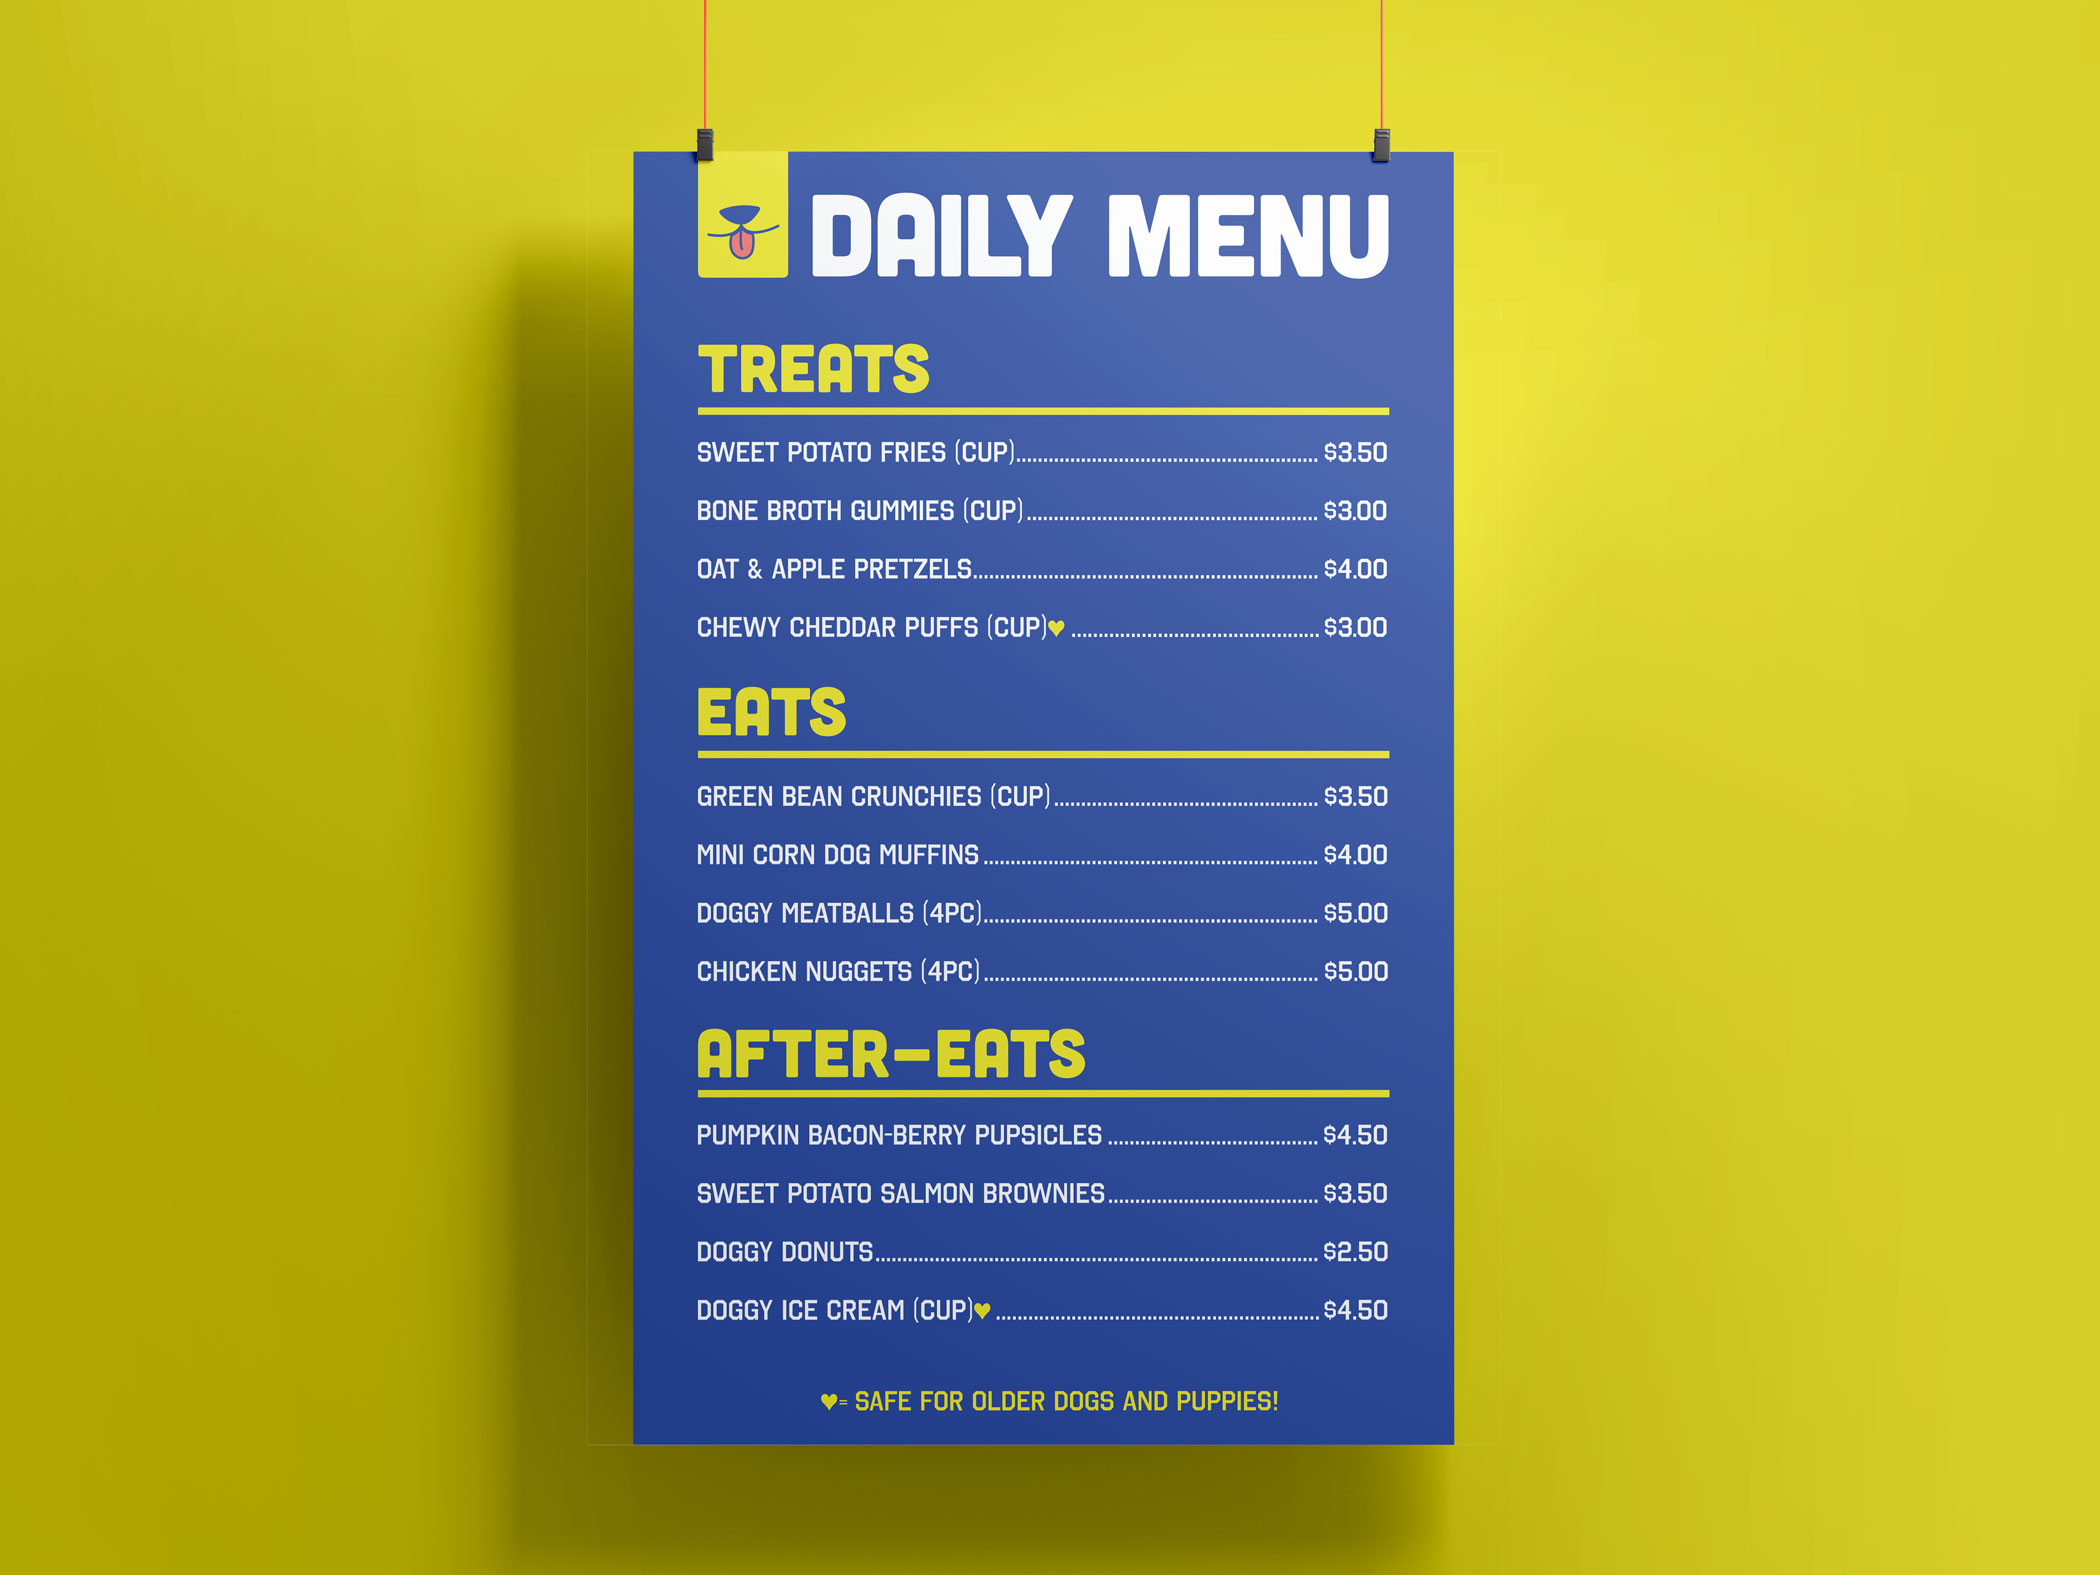 DAILY MENU
TREATS
SWEET POTATO FRIES (CUP)........ $3.50
BONE BROTH GUMMIES (CUP)........ $3.00
OAT & APPLE PRETZELS........ $4.00
CHEWY CHEDDAR PUFFS (CUP)♥ ........ $3.00
EATS
GREEN BEAN CRUNCHIES (CUP)........ $3.50
MINI CORN DOG MUFFINS ........ $4.00
DOGGY MEATBALLS (4PC)........ $5.00
CHICKEN NUGGETS (4PC)........ $5.00
AFTER-EATS
PUMPKIN BACON-BERRY PUPSICLES ........ $4.50
SWEET POTATO SALMON BROWNIES........ $3.50
DOGGY DONUTS........ $2.50
DOGGY ICE CREAM (CUP)♥ ........ $4.50
♥= SAFE FOR OLDER DOGS AND PUPPIES!